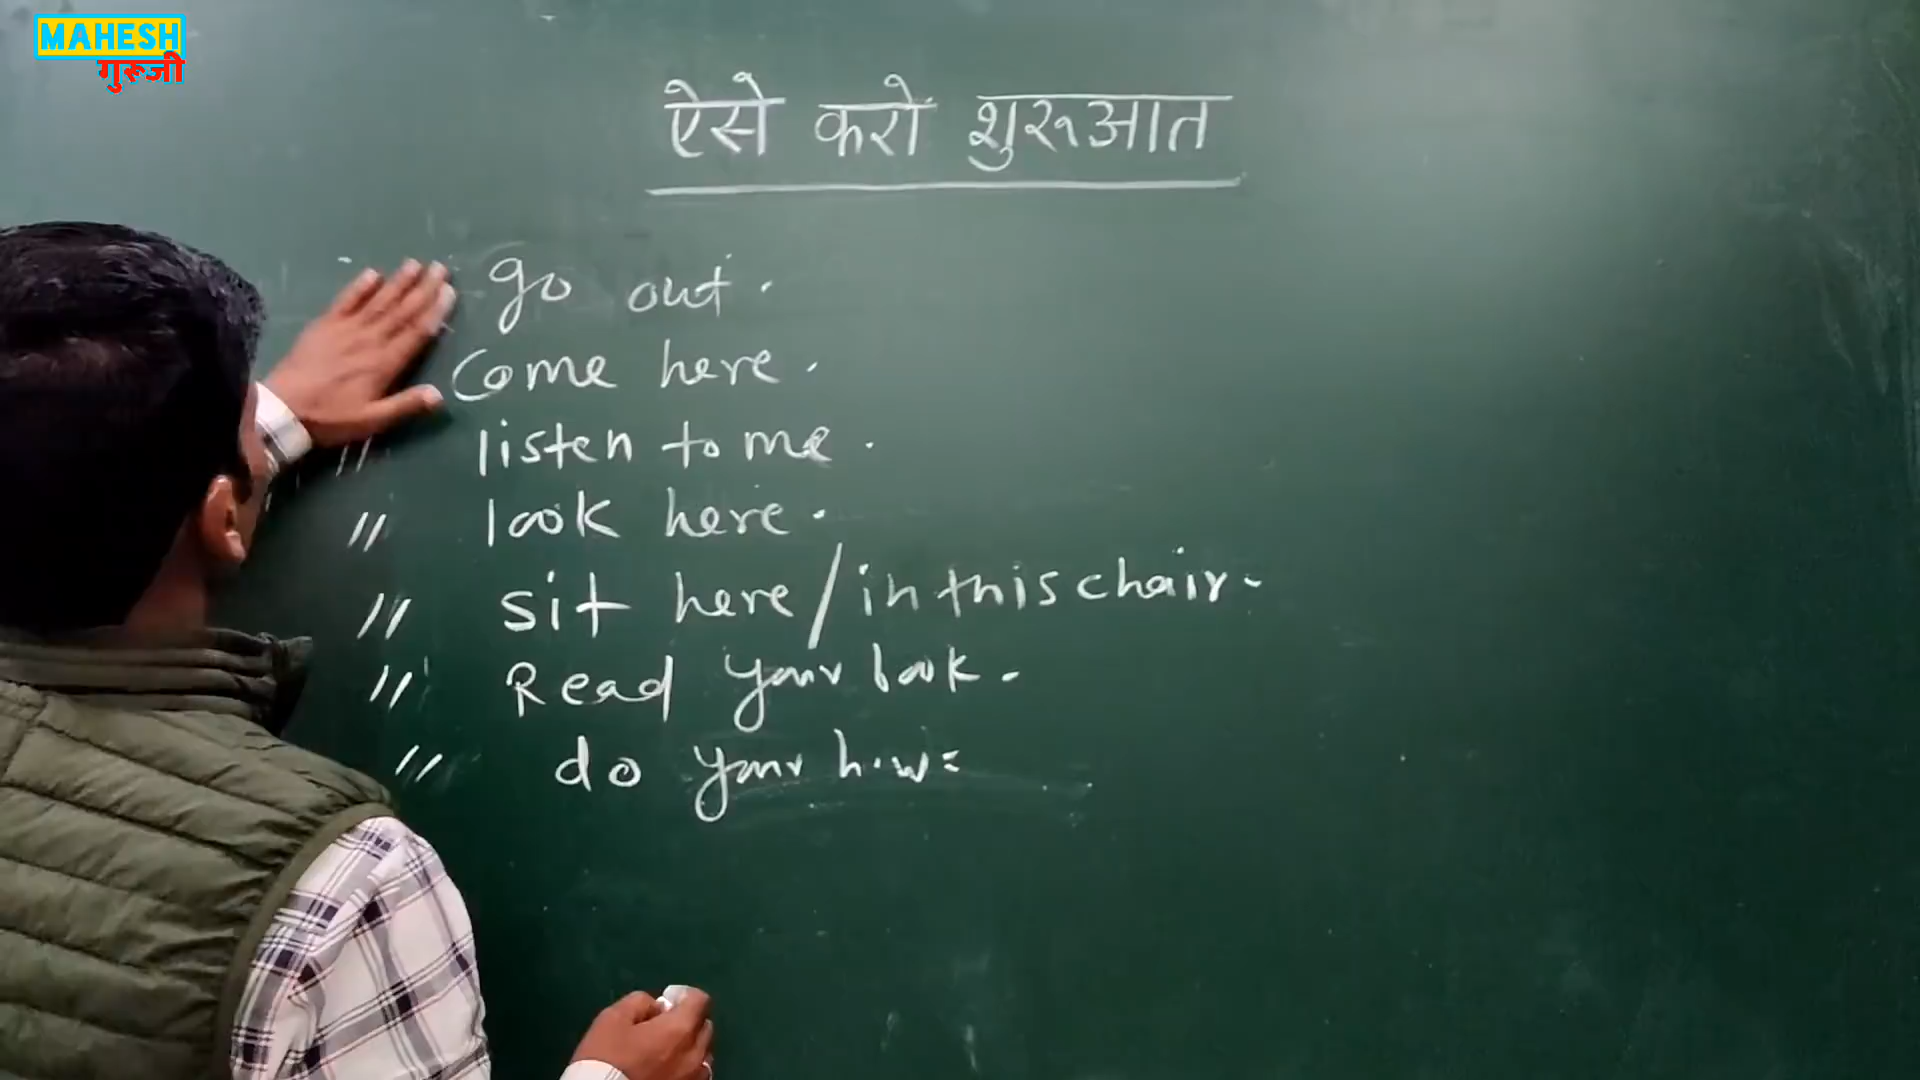 MAHESH
गुरूजी
ऐसे करों शुरूआत
go out.
Come here.
" listen to me.
" look here.
" sit here/in this chair.
" Read your book.
" do your h.w=